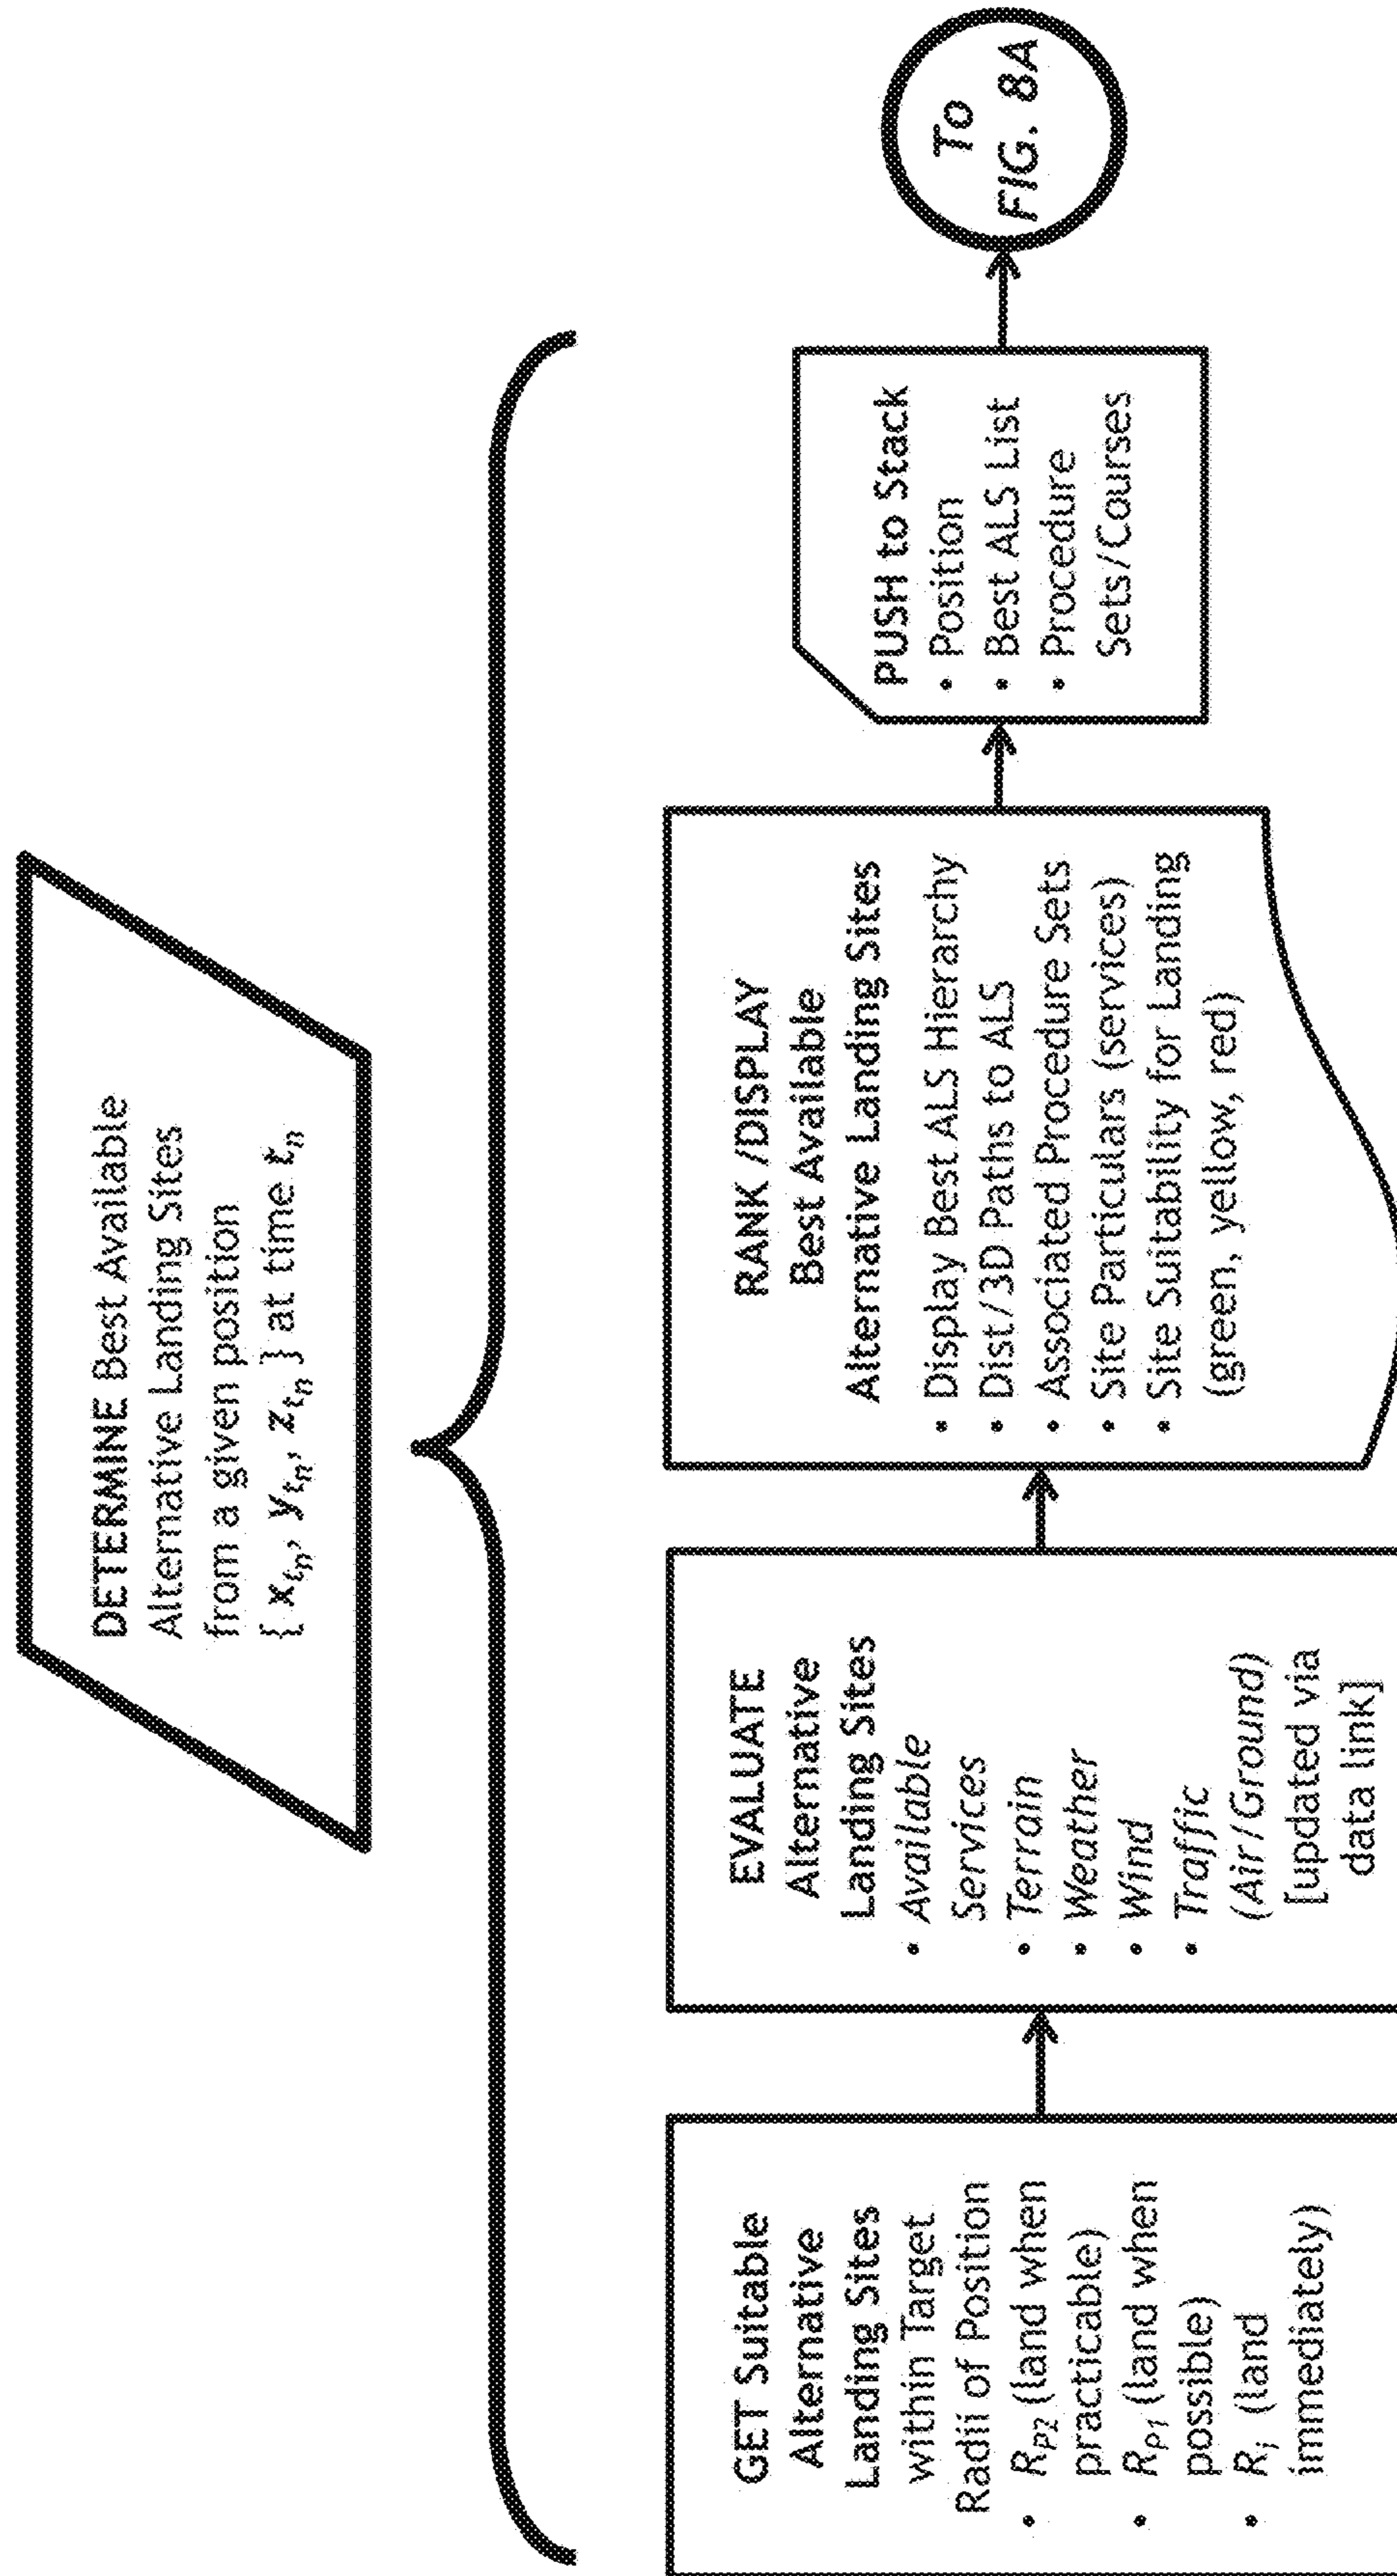 DETERMINE Best Available
Alternative Landing Sites
from a given position
{ x_{t_n}, y_{t_n}, z_{t_n} } at time t_n
GET Suitable
Alternative
Landing Sites
within Target
Radii of Position
• R_{P2} (land when
practicable)
• R_{P1} (land when
possible)
• R_i (land
immediately)
EVALUATE
Alternative
Landing Sites
• Available
Services
• Terrain
• Weather
• Wind
• Traffic
(Air/Ground)
[updated via
data link]
RANK /DISPLAY
Best Available
Alternative Landing Sites
• Display Best ALS Hierarchy
• Dist/3D Paths to ALS
• Associated Procedure Sets
• Site Particulars (services)
• Site Suitability for Landing
(green, yellow, red)
PUSH to Stack
• Position
• Best ALS List
• Procedure
Sets/Courses
To
FIG. 8A